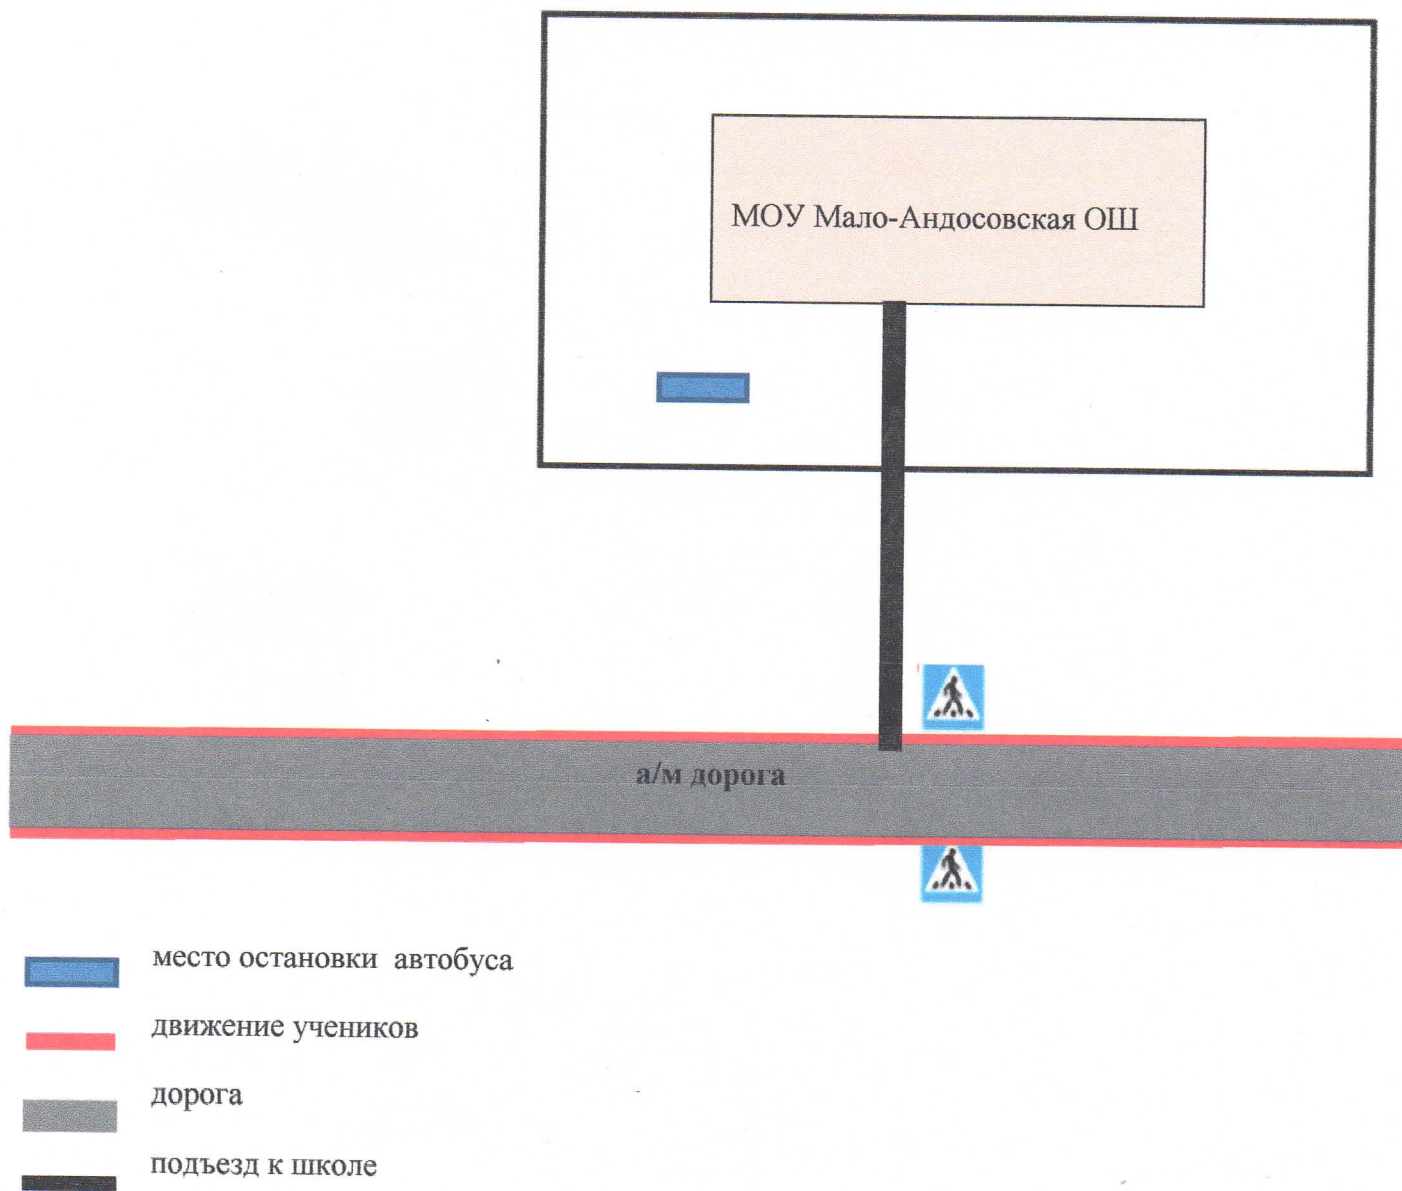 МОУ Мало-Андосовская ОШ
а/м дорога
место остановки автобуса
движение учеников
дорога
подъезд к школе